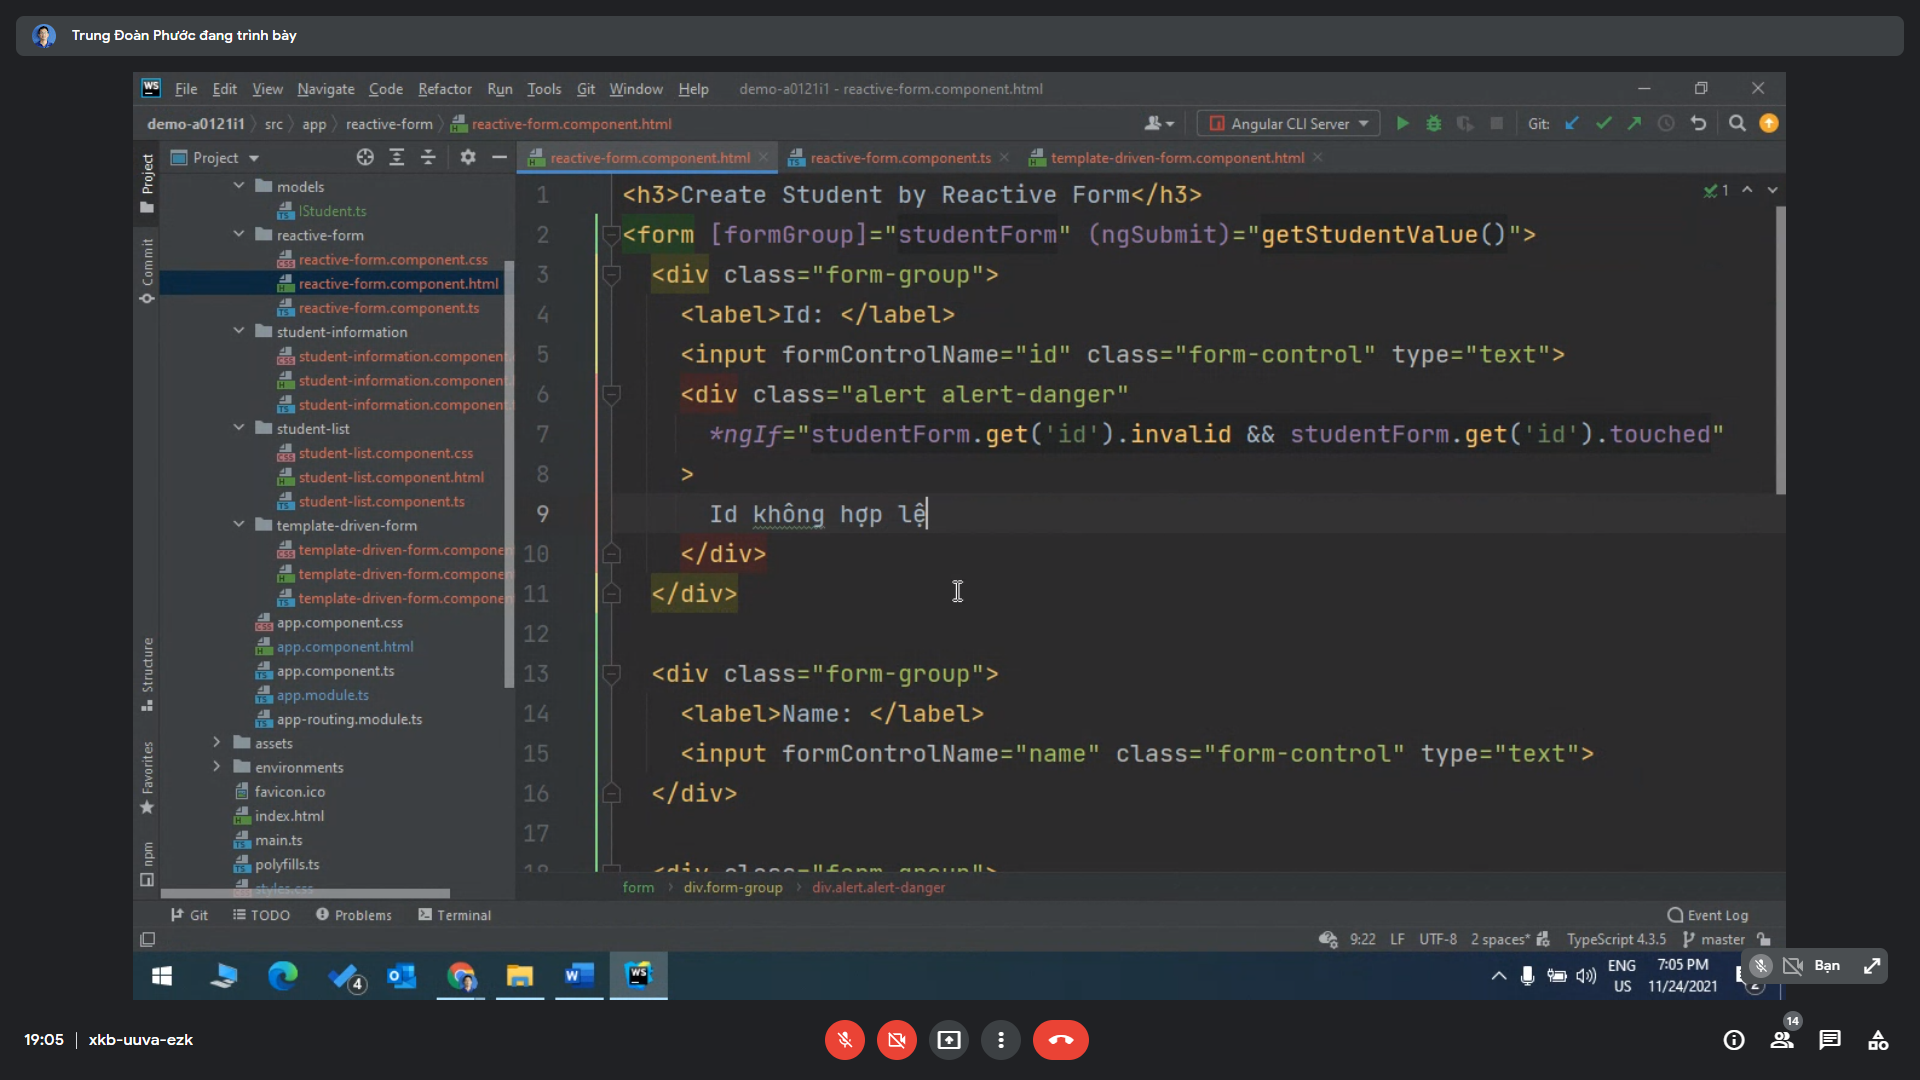 Trung Đoàn Phước đang trình bày
WS File Edit View Navigate Code Refactor Run Tools Git Window Help demo-a0121i1 - reactive-form.component.html
demo-a0121i1 src app reactive-form reactive-form.component.html Angular CLI Server Git:
Project reactive-form.component.html reactive-form.component.ts template-driven-form.component.html
Project
Commit
Structure
Favorites
npm
models
IStudent.ts
reactive-form
reactive-form.component.css
reactive-form.component.html
reactive-form.component.ts
student-information
student-information.component.
student-information.component.
student-information.component.
student-list
student-list.component.css
student-list.component.html
student-list.component.ts
template-driven-form
template-driven-form.componen
template-driven-form.componen
template-driven-form.componen
app.component.css
app.component.html
app.component.ts
app.module.ts
app-routing.module.ts
assets
environments
favicon.ico
index.html
main.ts
polyfills.ts
styles.css
1 <h3>Create Student by Reactive Form</h3> 1
2 <form [formGroup]="studentForm" (ngSubmit)="getStudentValue()">
3 <div class="form-group">
4 <label>Id: </label>
5 <input formControlName="id" class="form-control" type="text">
6 <div class="alert alert-danger"
7 *ngIf="studentForm.get('id').invalid && studentForm.get('id').touched"
8 >
9 Id không hợp lệ
10 </div>
11 </div>
12
13 <div class="form-group">
14 <label>Name: </label>
15 <input formControlName="name" class="form-control" type="text">
16 </div>
17
18 <div class="form-group">
form div.form-group div.alert.alert-danger
Git TODO Problems Terminal Event Log
9:22 LF UTF-8 2 spaces* TypeScript 4.3.5 master
4 WS ENG US 7:05 PM 11/24/2021 2
Bạn
19:05 xkb-uuva-ezk 14